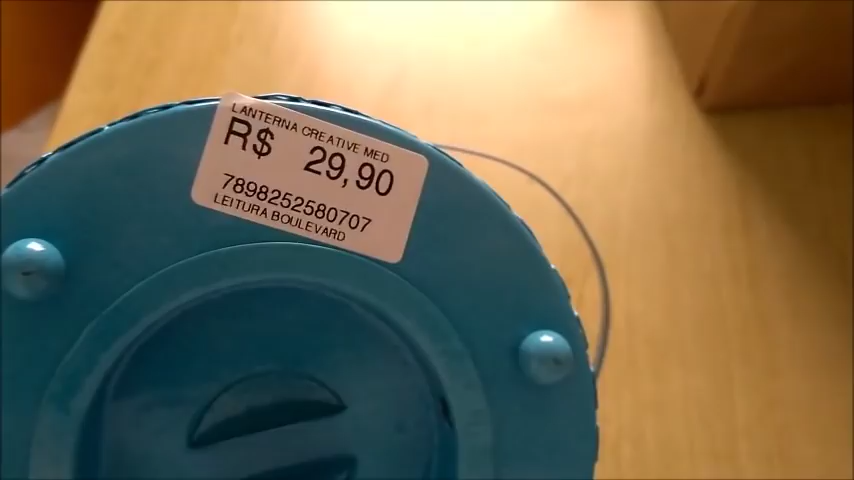 LANTERNA CREATIVE MED
R$ 29,90
7898252580707
LEITURA BOULEVARD